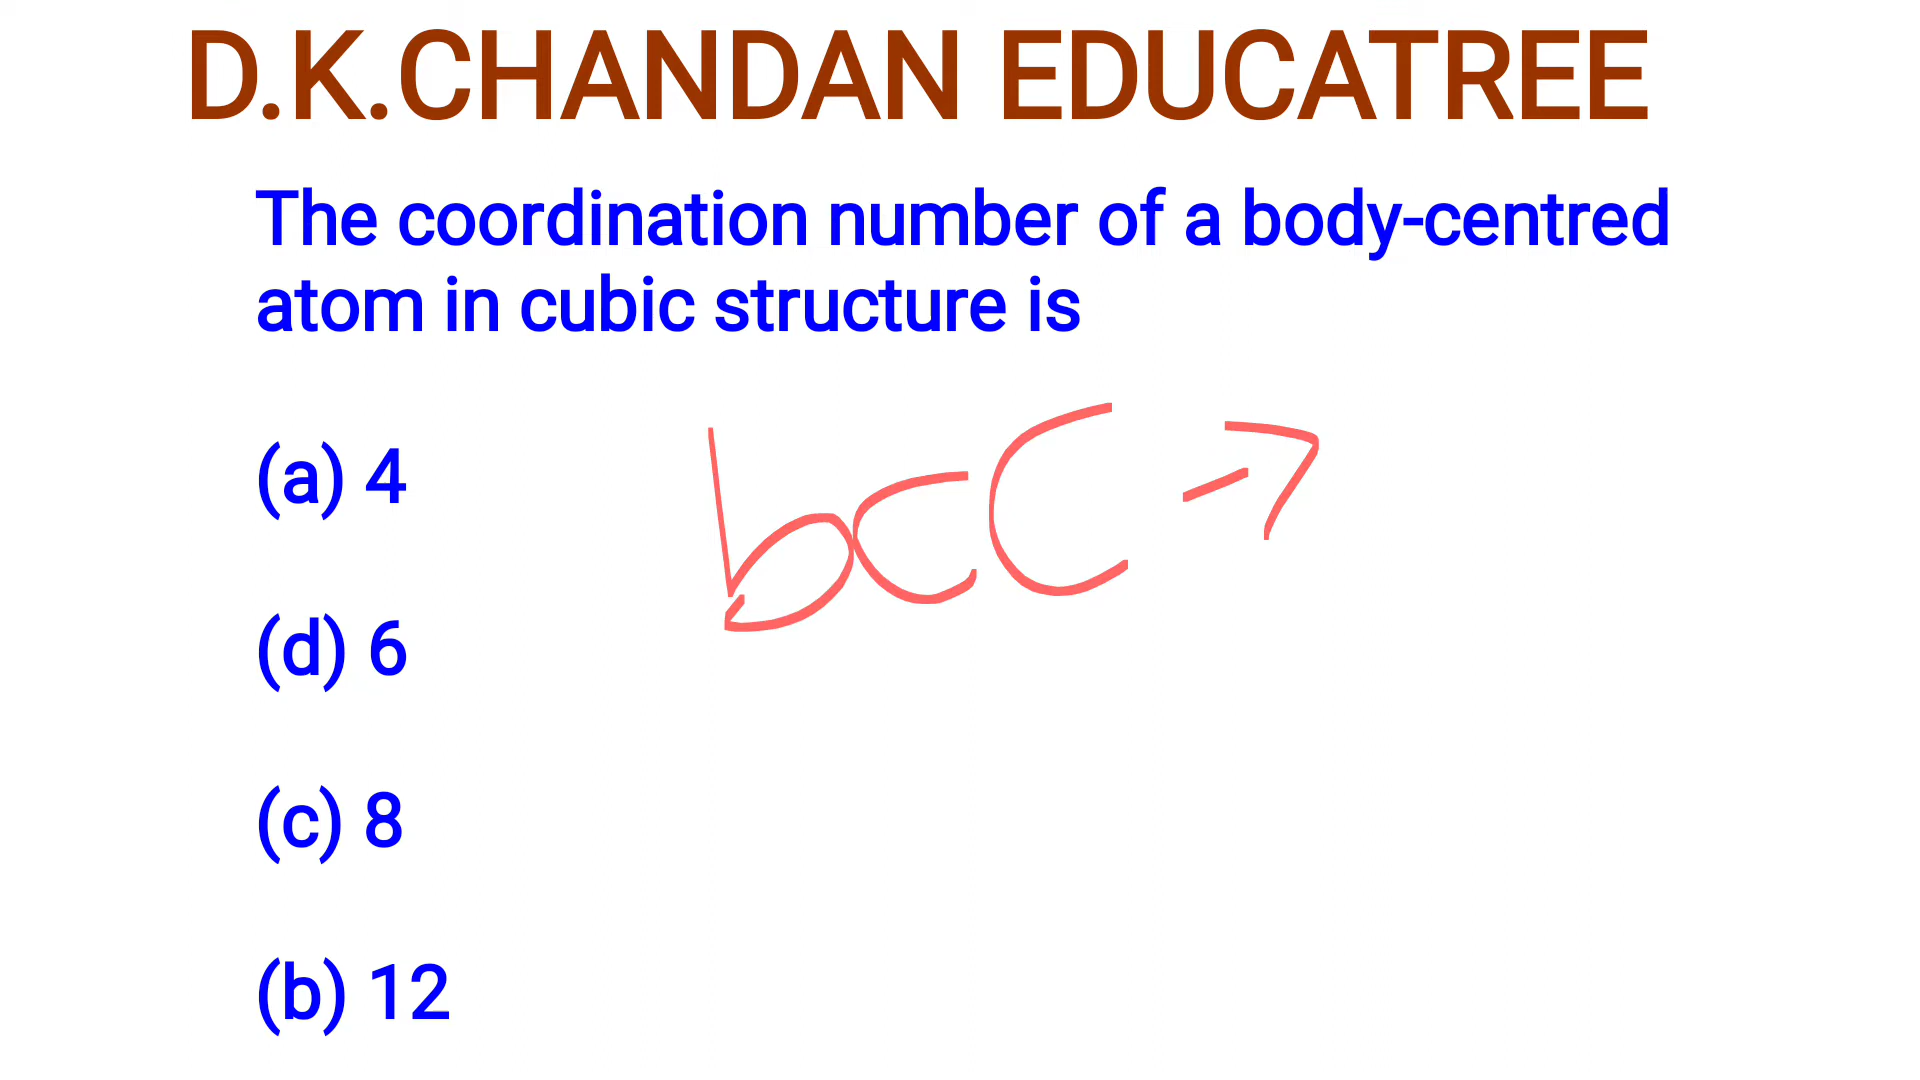 D.K.CHANDAN EDUCATREE
The coordination number of a body-centred
atom in cubic structure is
(a) 4
bcc →
(d) 6
(c) 8
(b) 12